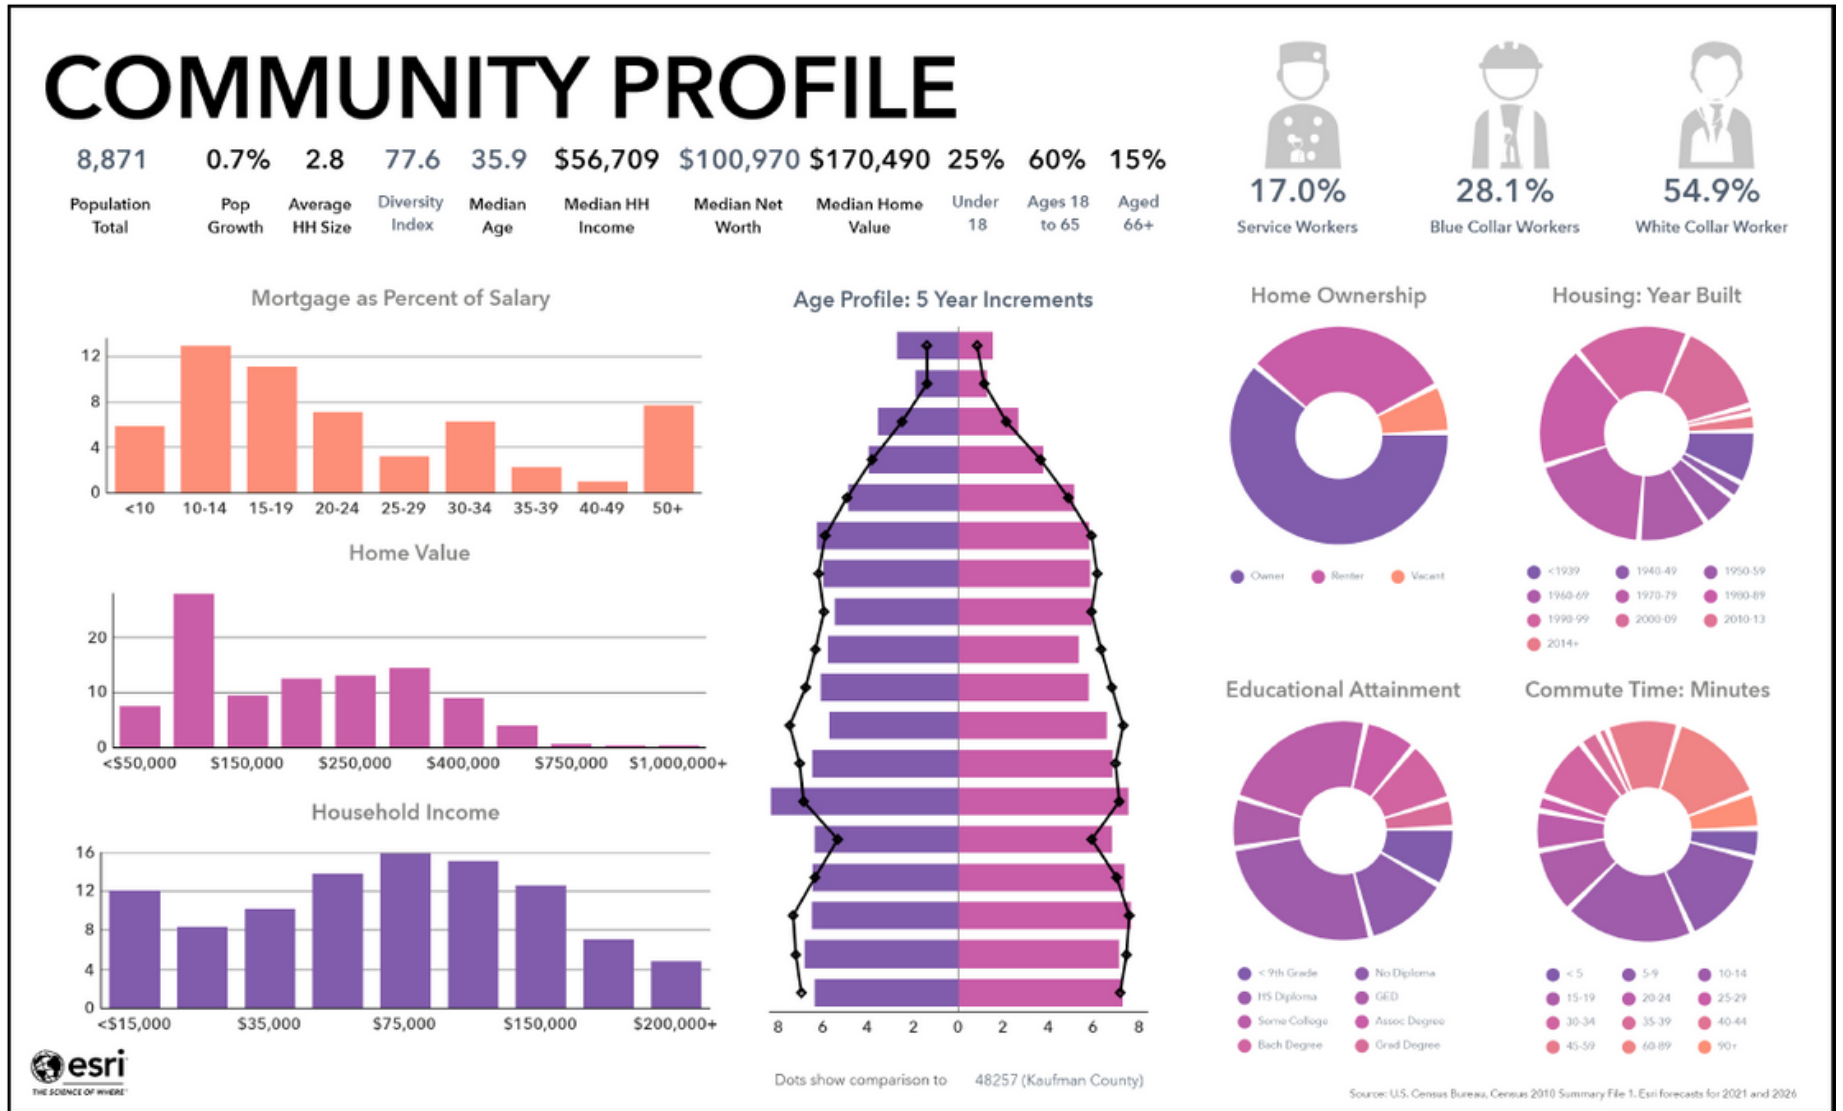 COMMUNITY PROFILE
8,871 0.7% 2.8 77.6 35.9 $56,709 $100,970 $170,490 25% 60% 15%
Population Pop Average Diversity Median Median HH Median Net Median Home Under Ages 18 Aged
Total Growth HH Size Index Age Income Worth Value 18 to 65 66+
17.0% 28.1% 54.9%
Service Workers Blue Collar Workers White Collar Worker
Mortgage as Percent of Salary
12
8
4
0
<10 10-14 15-19 20-24 25-29 30-34 35-39 40-49 50+
Home Value
20
10
0
<$50,000 $150,000 $250,000 $400,000 $750,000 $1,000,000+
Household Income
16
12
8
4
0
<$15,000 $35,000 $75,000 $150,000 $200,000+
Age Profile: 5 Year Increments
8 6 4 2 0 2 4 6 8
Dots show comparison to 48257 (Kaufman County)
Home Ownership
Owner Renter Vacant
Housing: Year Built
<1939 1940-49 1950-59
1960-69 1970-79 1980-89
1990-99 2000-09 2010-13
2014+
Educational Attainment
< 9th Grade No Diploma
HS Diploma GED
Some College Assoc Degree
Bach Degree Grad Degree
Commute Time: Minutes
< 5 5-9 10-14
15-19 20-24 25-29
30-34 35-39 40-44
45-59 60-89 90+
esri
THE SCIENCE OF WHERE
Source: U.S. Census Bureau, Census 2010 Summary File 1. Esri forecasts for 2021 and 2026